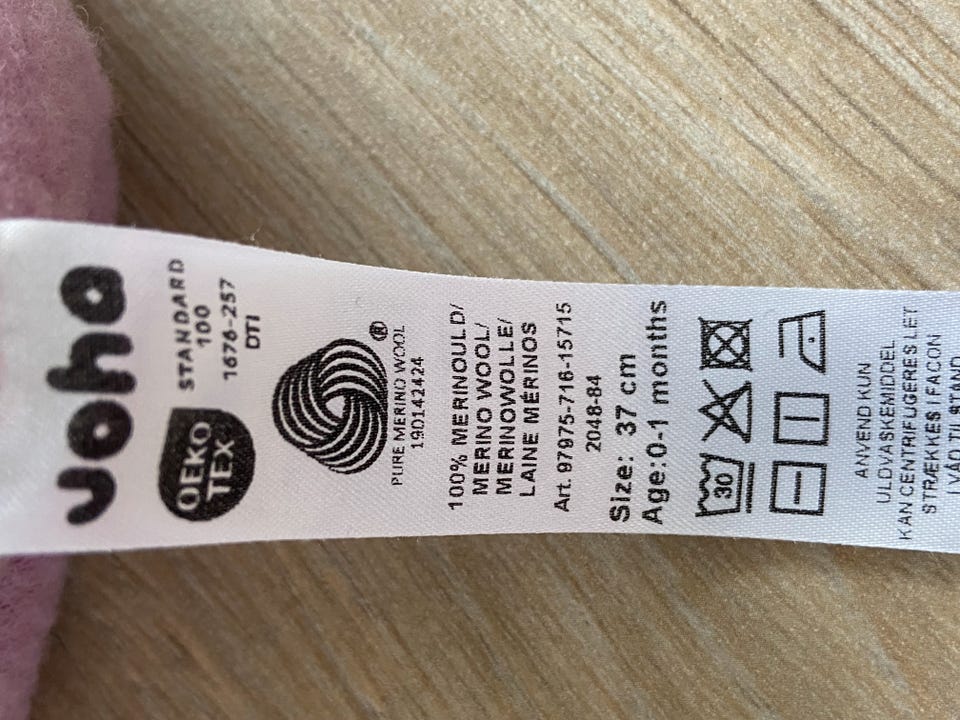 joha
OEKO
TEX
STANDARD
100
1676-257
DTI
PURE MERINO WOOL
190142424
100% MERINOULD/
MERINO WOOL/
MERINOWOLLE/
LAINE MÉRINOS
Art. 97975-716-15715
2048-84
Size: 37 cm
Age:0-1 months
30
ANVEND KUN
ULDVASKEMIDDEL
KAN CENTRIFUGERES LET
STRÆKKES I FACON
I VÅD TILSTAND